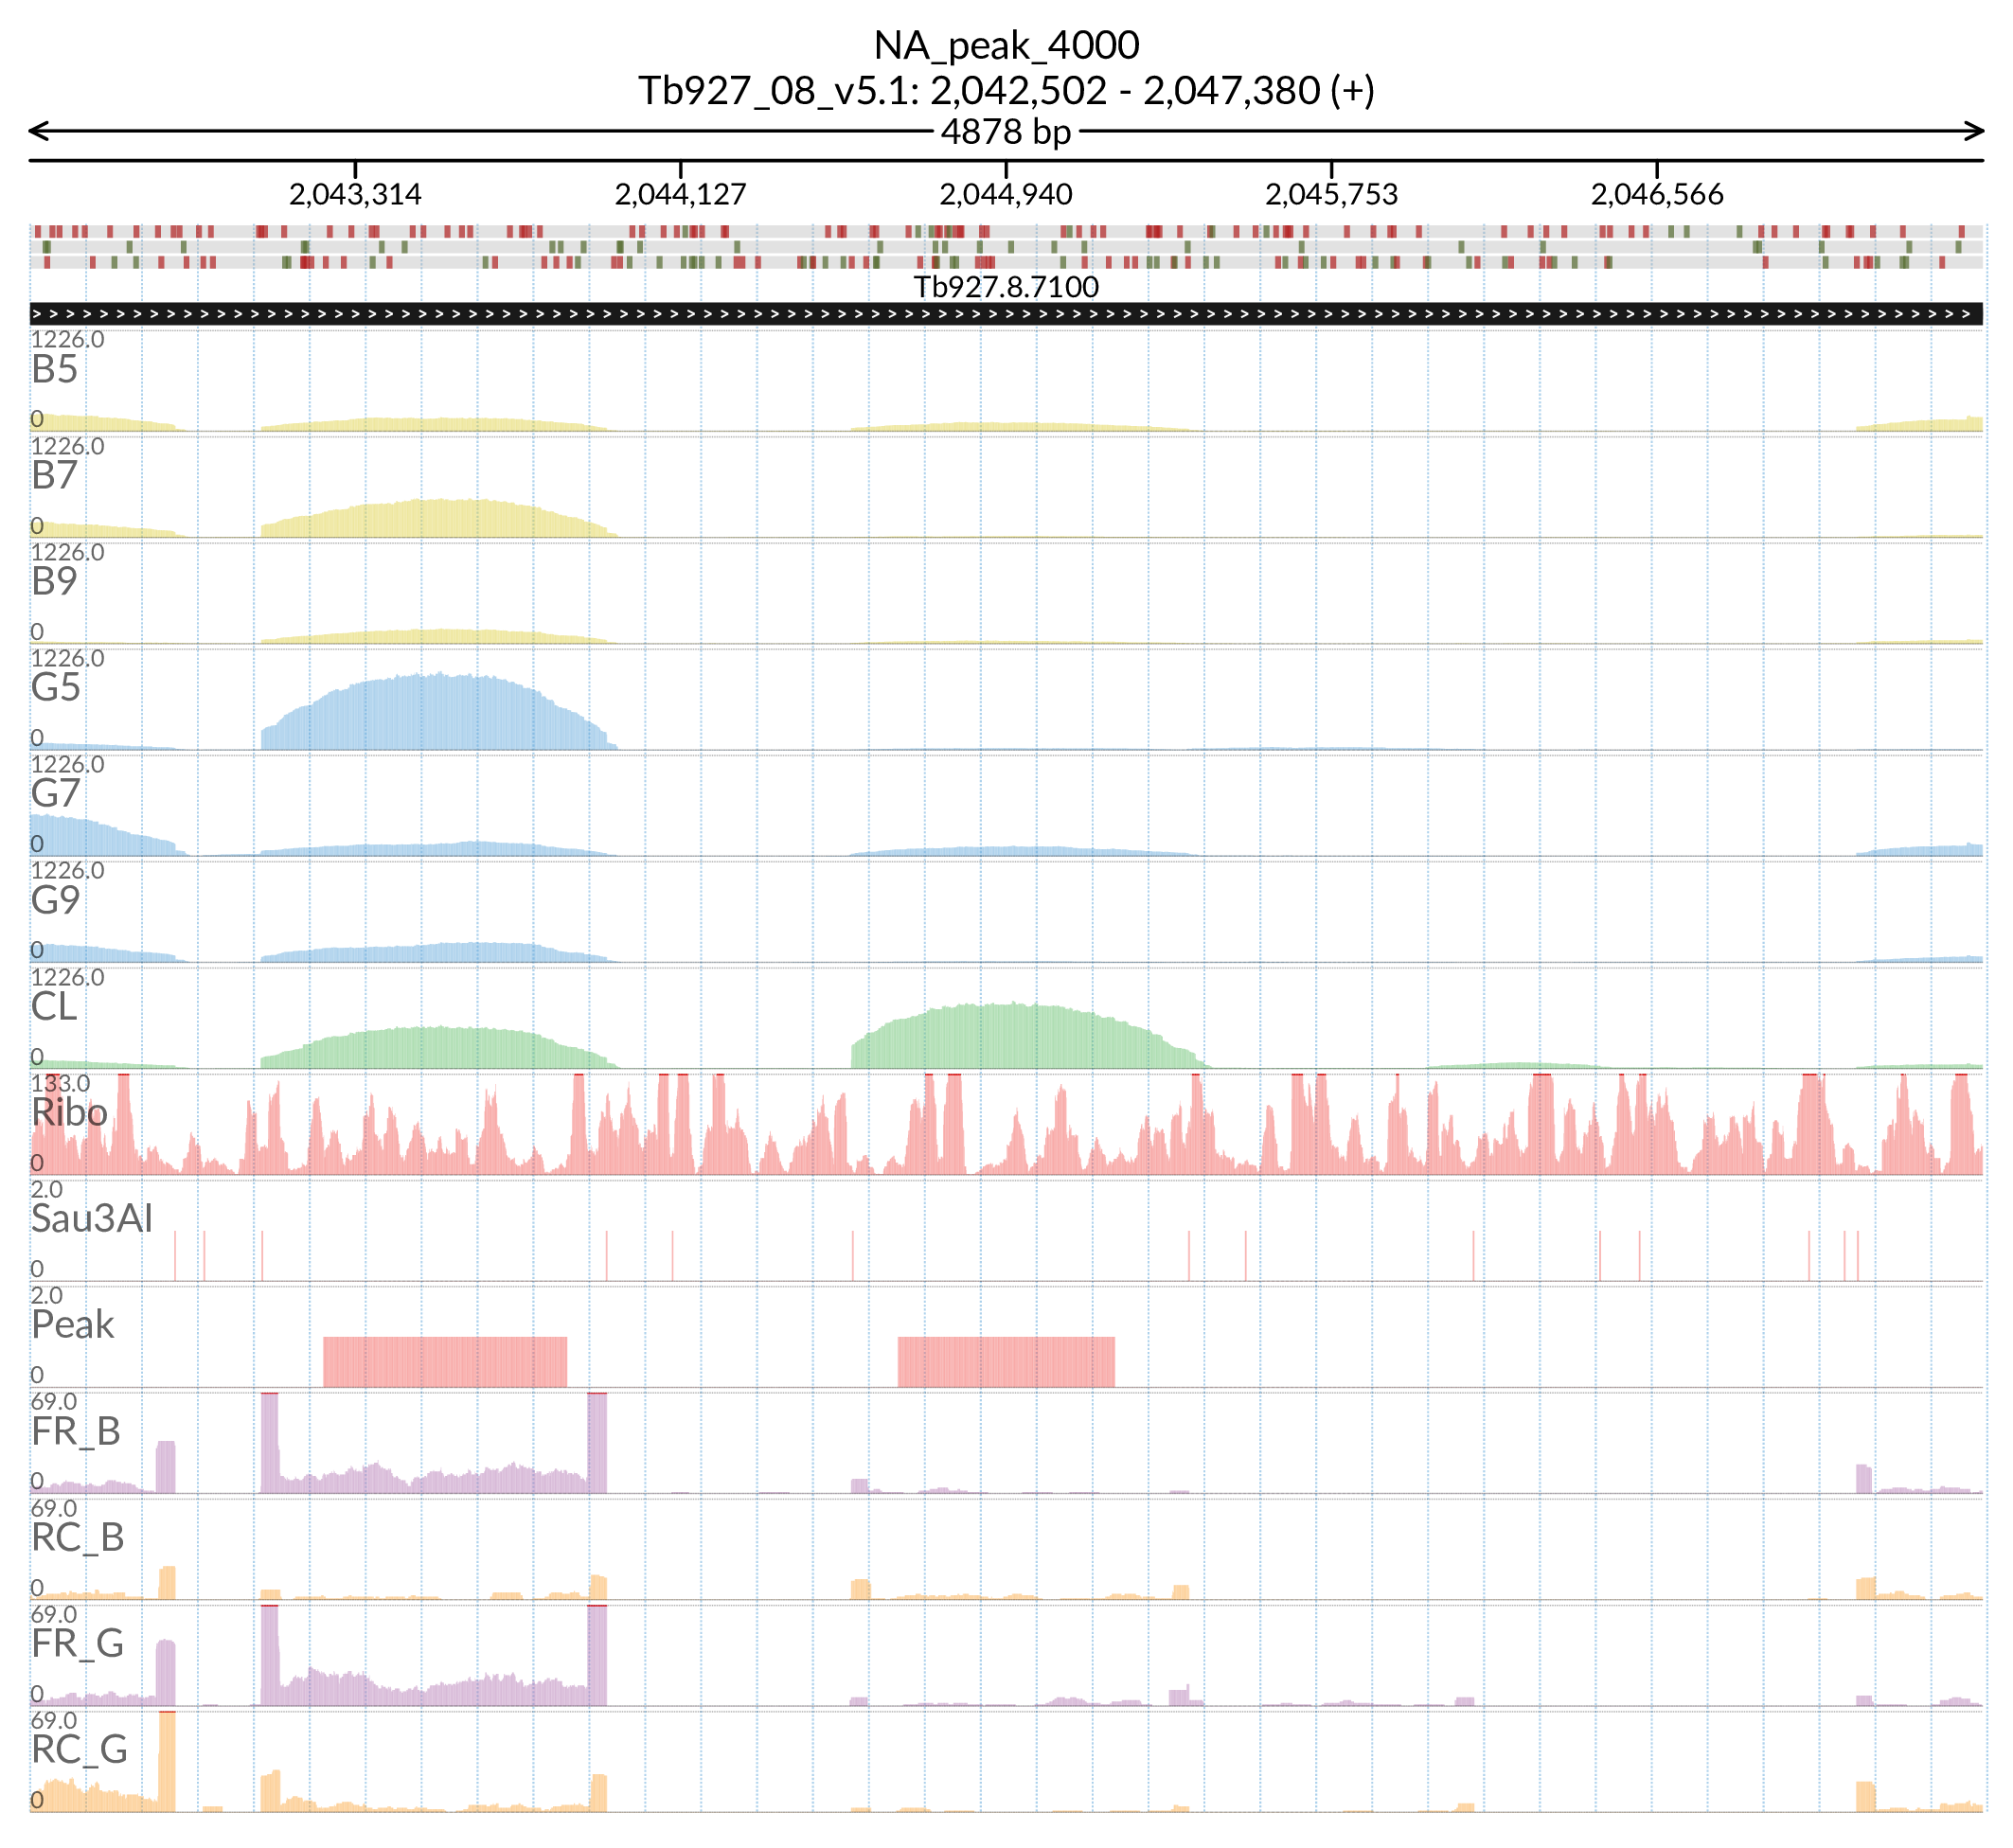 NA_peak_4000
Tb927_08_v5.1: 2,042,502 - 2,047,380 (+)
4878 bp
2,043,314 2,044,127 2,044,940 2,045,753 2,046,566
Tb927.8.7100
1226.0
B5
0
1226.0
B7
0
1226.0
B9
0
1226.0
G5
0
1226.0
G7
0
1226.0
G9
0
1226.0
CL
0
133.0
Ribo
0
2.0
Sau3AI
0
2.0
Peak
0
69.0
FR_B
0
69.0
RC_B
0
69.0
FR_G
0
69.0
RC_G
0